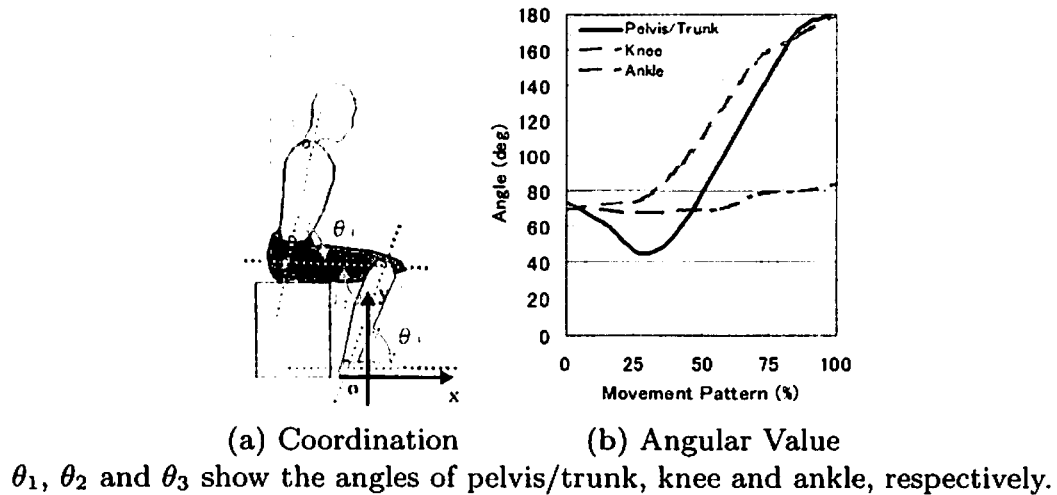 θ
θ
y
o
x
Angle (deg)
180
160
140
120
100
80
60
40
20
0
Pelvis/Trunk
Knee
Ankle
0 25 50 75 100
Movement Pattern (%)
(a) Coordination
(b) Angular Value
θ₁, θ₂ and θ₃ show the angles of pelvis/trunk, knee and ankle, respectively.